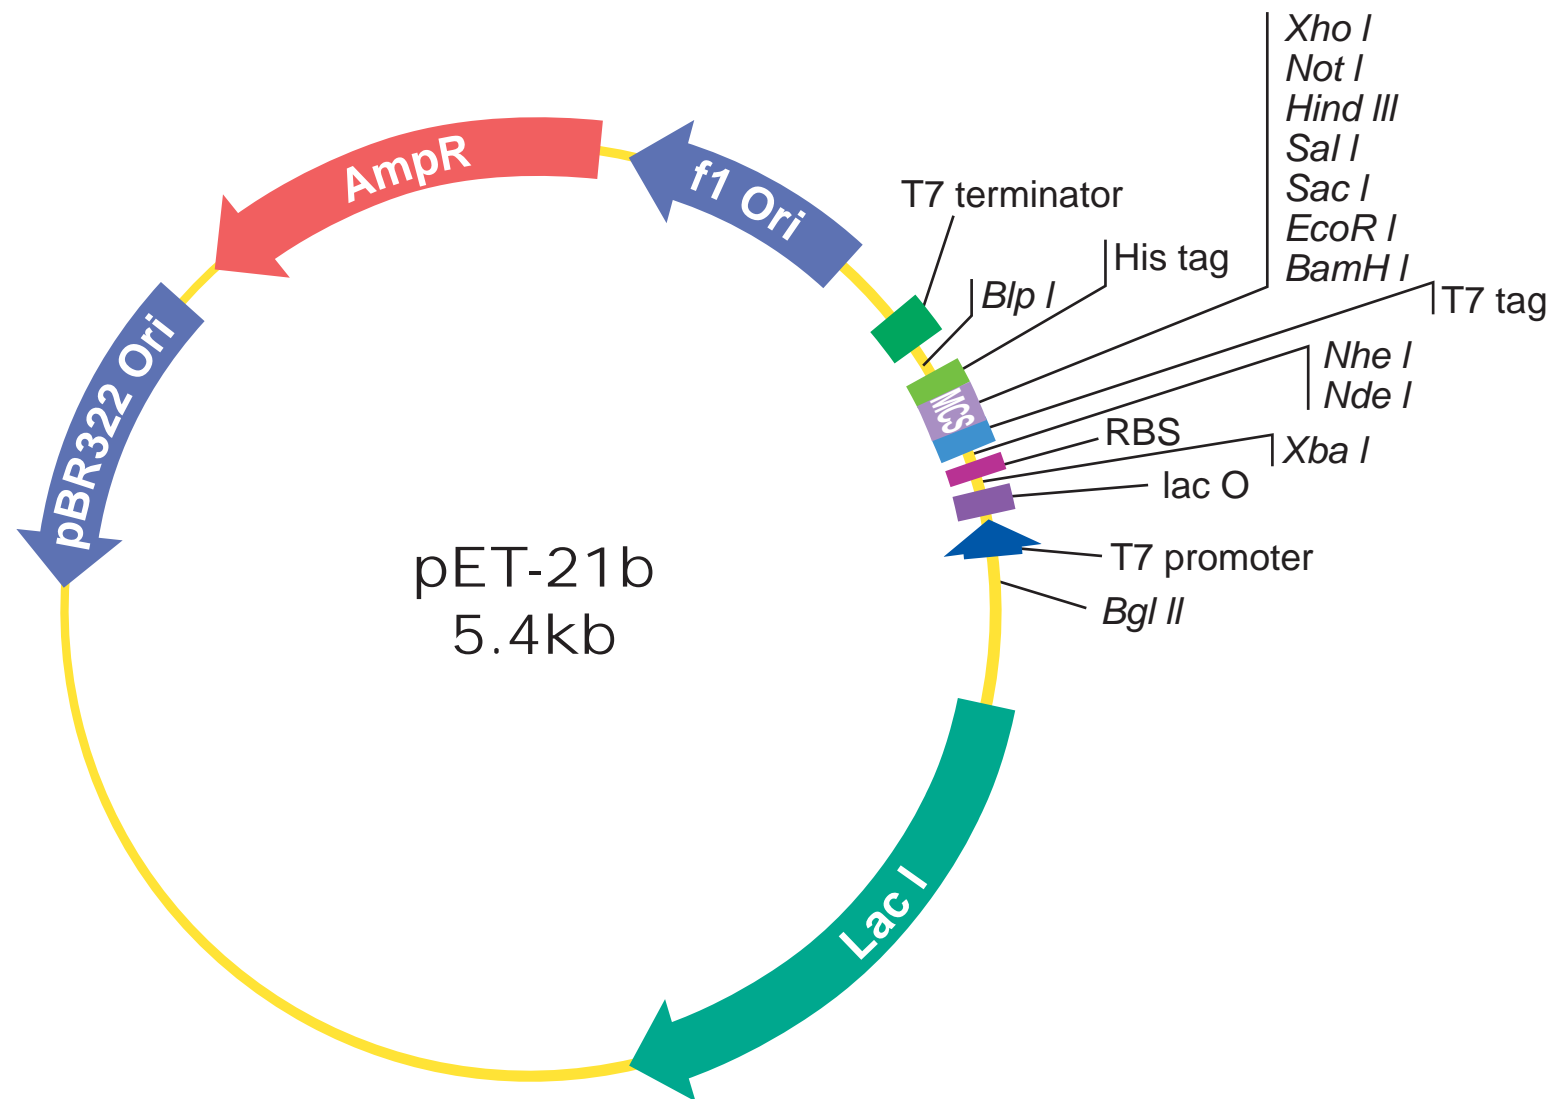 Xho I
Not I
Hind III
Sal I
Sac I
EcoR I
BamH I
AmpR
f1 Ori
T7 terminator
His tag
Blp I
T7 tag
pBR322 Ori
MCS
Nhe I
Nde I
RBS
Xba I
lac O
pET-21b
5.4kb
T7 promoter
Bgl II
Lac I